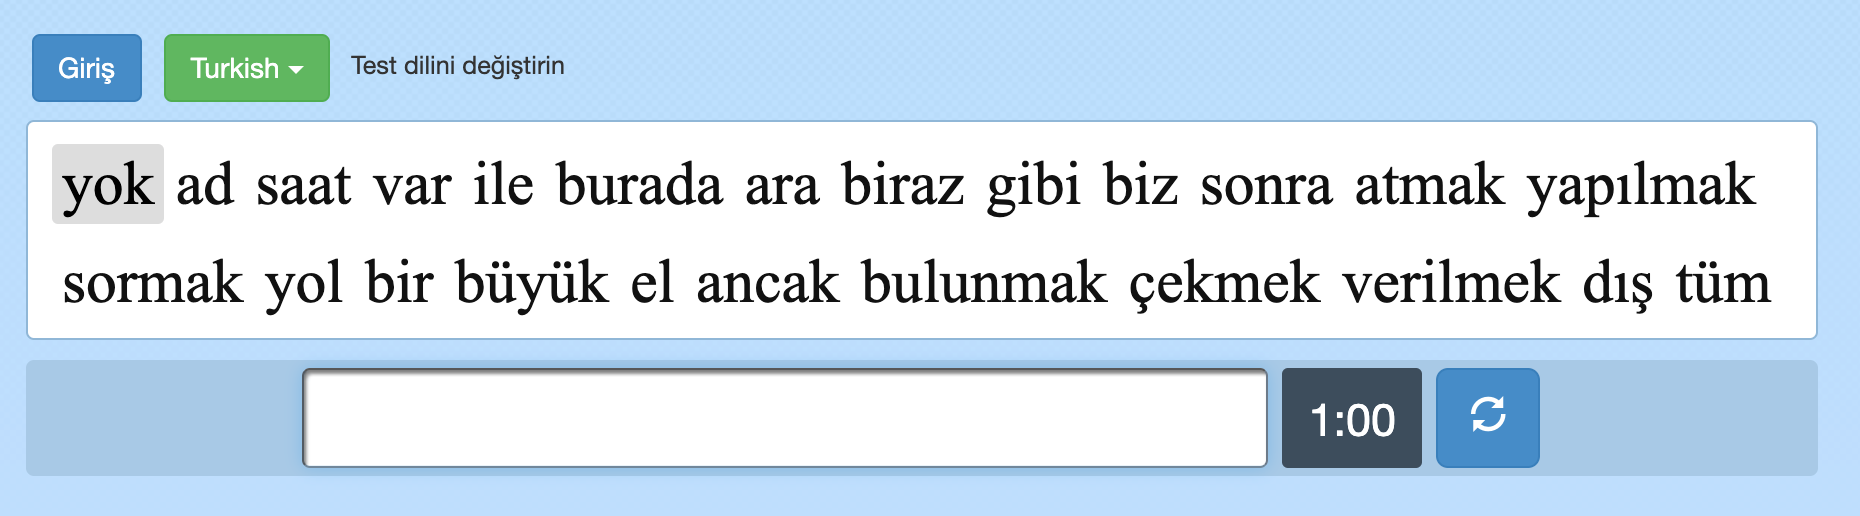 Giriş Turkish Test dilini değiştirin
yok ad saat var ile burada ara biraz gibi biz sonra atmak yapılmak
sormak yol bir büyük el ancak bulunmak çekmek verilmek dış tüm
1:00